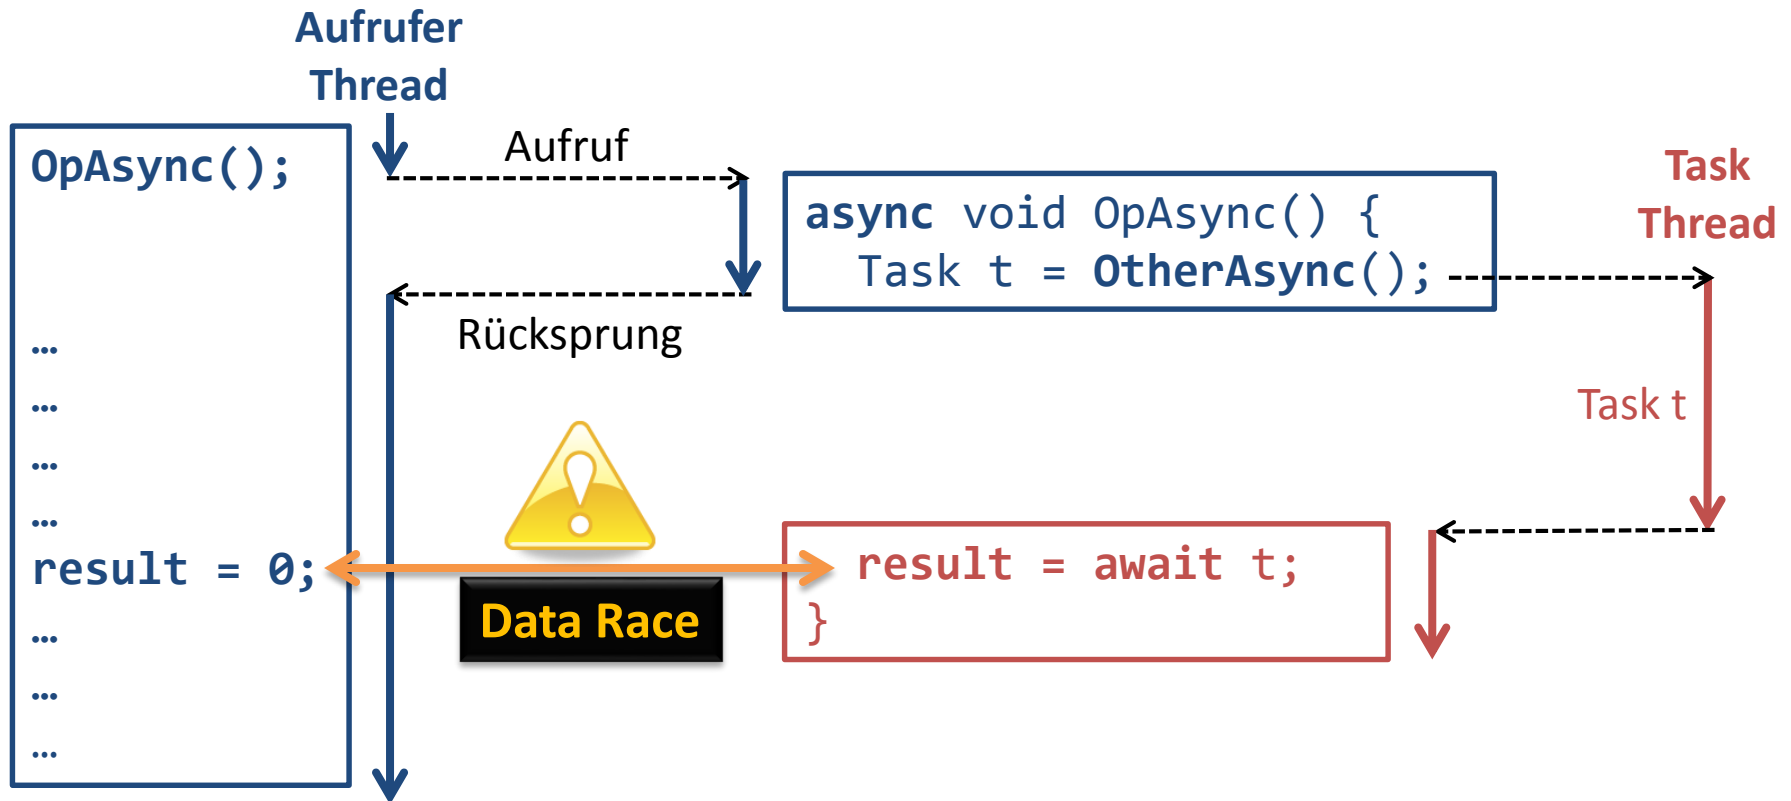 Aufrufer
Thread
OpAsync();
…
…
…
…
result = 0;
…
…
…
Aufruf
Rücksprung
async void OpAsync() {
Task t = OtherAsync();
Task
Thread
Task t
Data Race
result = await t;
}